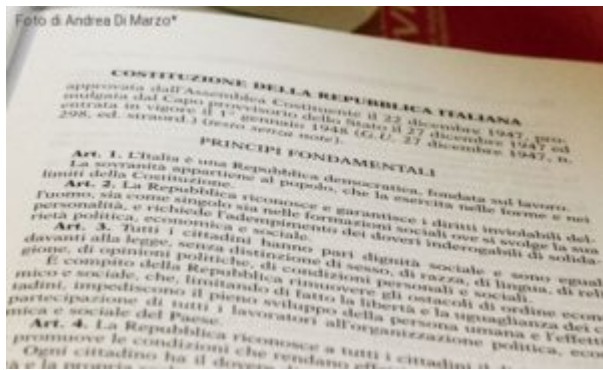 Foto di Andrea Di Marzo*
COSTITUZIONE DELLA REPUBBLICA ITALIANA
approvata dall'Assemblea Costituente il 22 dicembre 1947, pro-
mulgata dal Capo provvisorio dello Stato il 27 dicembre 1947 ed
entrata in vigore il 1° gennaio 1948 (G.U. 27 dicembre 1947, n.
298, ed. straord.) (testo senza note).
PRINCIPI FONDAMENTALI
Art. 1. L'Italia è una Repubblica democratica, fondata sul lavoro.
La sovranità appartiene al popolo, che la esercita nelle forme e nei
limiti della Costituzione.
Art. 2. La Repubblica riconosce e garantisce i diritti inviolabili del-
l'uomo, sia come singolo sia nelle formazioni sociali ove si svolge la sua
personalità, e richiede l'adempimento dei doveri inderogabili di solida-
rietà politica, economica e sociale.
Art. 3. Tutti i cittadini hanno pari dignità sociale e sono egual
davanti alla legge, senza distinzione di sesso, di razza, di lingua, di reli
gione, di opinioni politiche, di condizioni personali e sociali.
È compito della Repubblica rimuovere gli ostacoli di ordine econ
mico e sociale, che, limitando di fatto la libertà e la uguaglianza dei c
tadini, impediscono il pieno sviluppo della persona umana e l'effetti
partecipazione di tutti i lavoratori all'organizzazione politica, eco
mica e sociale del Paese.
Art. 4. La Repubblica riconosce a tutti i cittadini il
promuove le condizioni che rendano
Ogni cittadino ha il dovere
e la propria